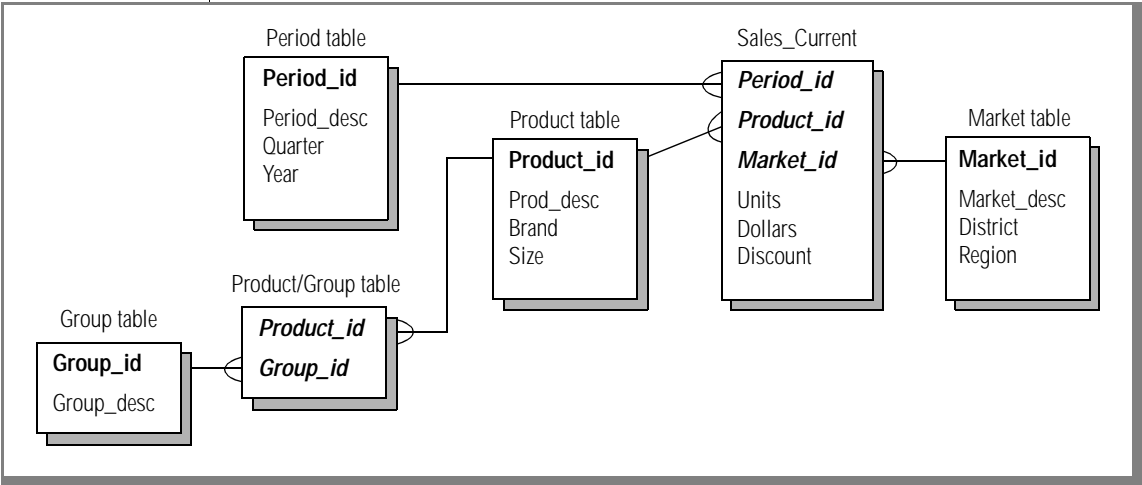 Period table
Period_id
Period_desc
Quarter
Year
Product table
Product_id
Prod_desc
Brand
Size
Sales_Current
Period_id
Product_id
Market_id
Units
Dollars
Discount
Market table
Market_id
Market_desc
District
Region
Group table
Group_id
Group_desc
Product/Group table
Product_id
Group_id